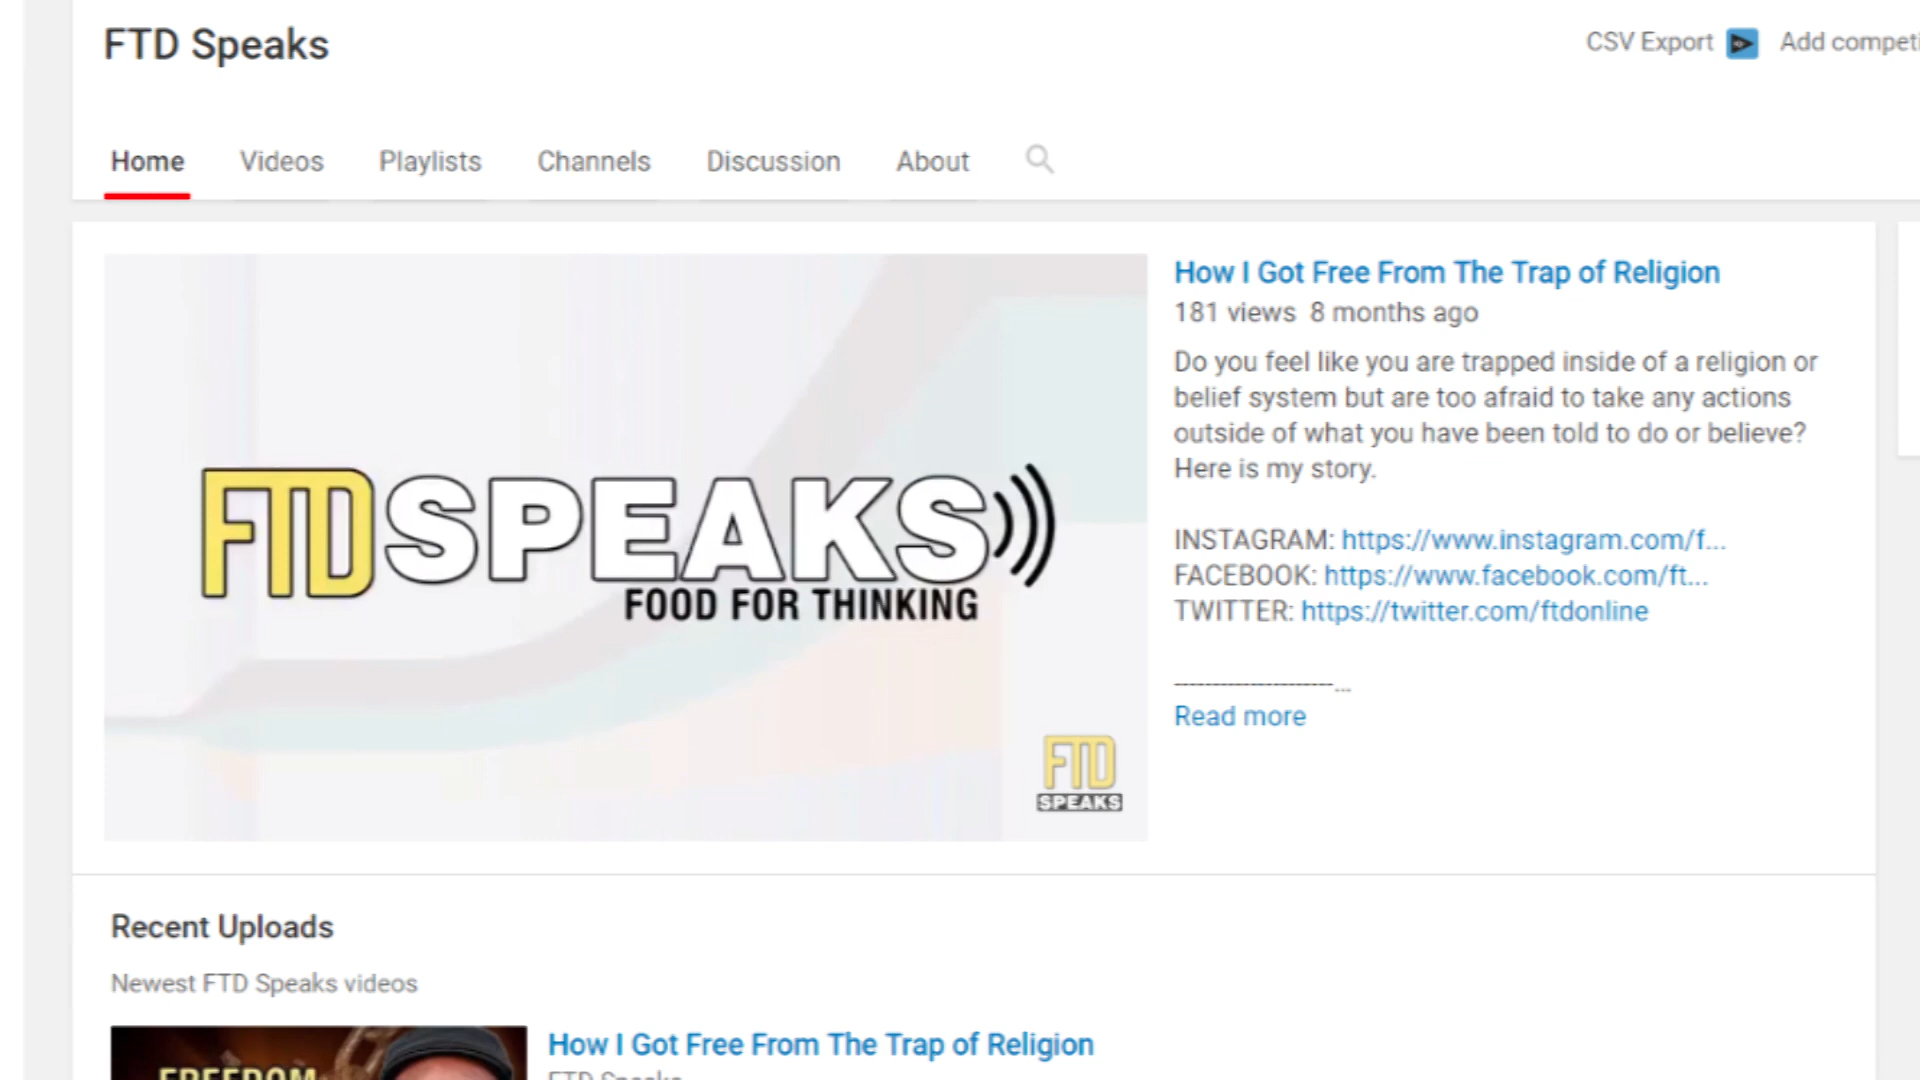 FTD Speaks
CSV Export Add competi
Home Videos Playlists Channels Discussion About
FTD SPEAKS
FOOD FOR THINKING
FTD
SPEAKS
How I Got Free From The Trap of Religion
181 views 8 months ago
Do you feel like you are trapped inside of a religion or
belief system but are too afraid to take any actions
outside of what you have been told to do or believe?
Here is my story.
INSTAGRAM: https://www.instagram.com/f...
FACEBOOK: https://www.facebook.com/ft...
TWITTER: https://twitter.com/ftdonline
---------------------...
Read more
Recent Uploads
Newest FTD Speaks videos
FREEDOM
How I Got Free From The Trap of Religion
FTD Speaks